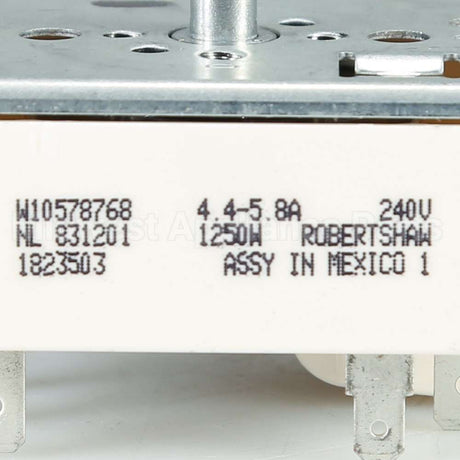 W10578768 4.4-5.8A 240V
NL 831201 1250W ROBERTSHAW
1823503 ASSY IN MEXICO 1